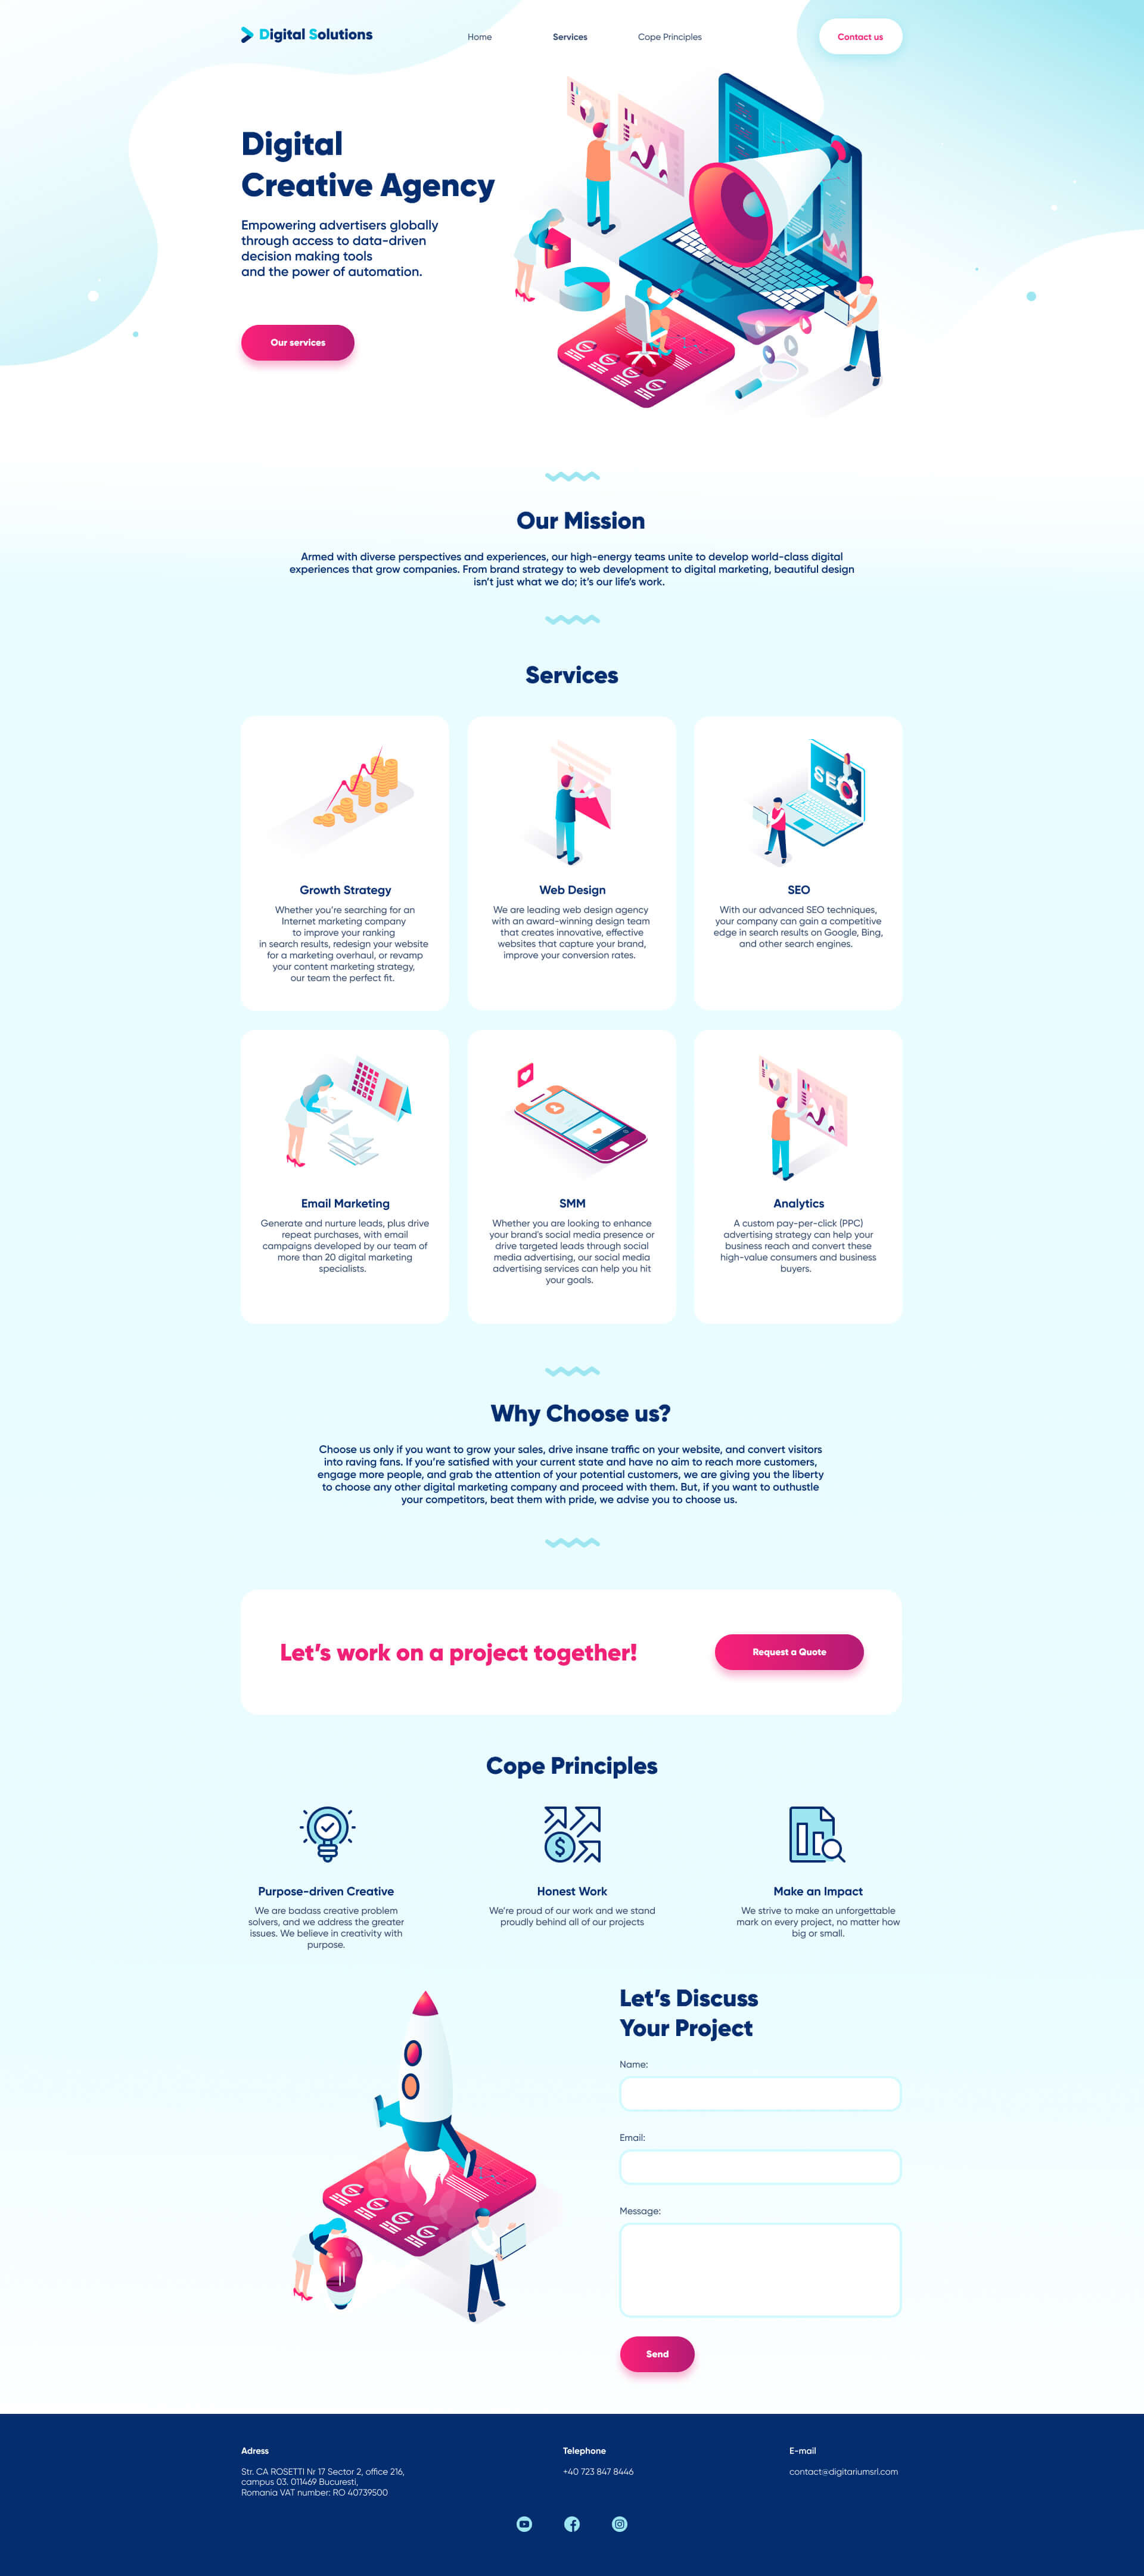 Digital Solutions
Home
Services
Cope Principles
Contact us
Digital
Creative Agency
Empowering advertisers globally
through access to data-driven
decision making tools
and the power of automation.
Our services
Our Mission
Armed with diverse perspectives and experiences, our high-energy teams unite to develop world-class digital
experiences that grow companies. From brand strategy to web development to digital marketing, beautiful design
isn't just what we do; it's our life's work.
Services
SEO
Growth Strategy
Whether you're searching for an
Internet marketing company
to improve your ranking
in search results, redesign your website
for a marketing overhaul, or revamp
your content marketing strategy,
our team the perfect fit.
Web Design
We are leading web design agency
with an award-winning design team
that creates innovative, effective
websites that capture your brand,
improve your conversion rates.
SEO
With our advanced SEO techniques,
your company can gain a competitive
edge in search results on Google, Bing,
and other search engines.
Email Marketing
Generate and nurture leads, plus drive
repeat purchases, with email
campaigns developed by our team of
more than 20 digital marketing
specialists.
SMM
Whether you are looking to enhance
your brand's social media presence or
drive targeted leads through social
media advertising, our social media
advertising services can help you hit
your goals.
Analytics
A custom pay-per-click (PPC)
advertising strategy can help your
business reach and convert these
high-value consumers and business
buyers.
Why Choose us?
Choose us only if you want to grow your sales, drive insane traffic on your website, and convert visitors
into raving fans. If you're satisfied with your current state and have no aim to reach more customers,
engage more people, and grab the attention of your potential customers, we are giving you the liberty
to choose any other digital marketing company and proceed with them. But, if you want to outhustle
your competitors, beat them with pride, we advise you to choose us.
Let's work on a project together!
Request a Quote
Cope Principles
$
Purpose-driven Creative
We are badass creative problem
solvers, and we address the greater
issues. We believe in creativity with
purpose.
Honest Work
We're proud of our work and we stand
proudly behind all of our projects
Make an Impact
We strive to make an unforgettable
mark on every project, no matter how
big or small.
Let's Discuss
Your Project
Name:
Email:
Message:
Send
Adress
Str. CA ROSETTI Nr 17 Sector 2, office 216,
campus 03. 011469 Bucuresti,
Romania VAT number: RO 40739500
Telephone
+40 723 847 8446
E-mail
contact@digitariumsrl.com